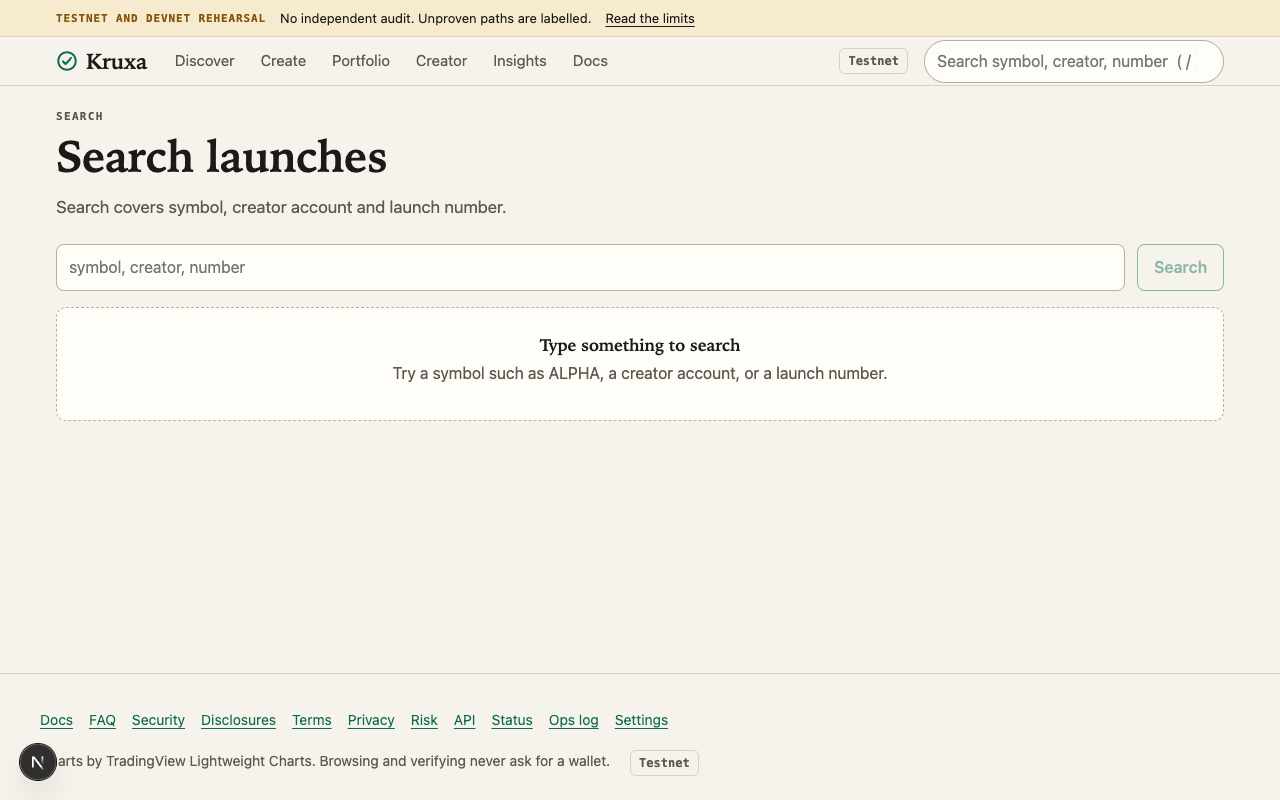 TESTNET AND DEVNET REHEARSAL No independent audit. Unproven paths are labelled. Read the limits
Kruxa Discover Create Portfolio Creator Insights Docs Testnet Search symbol, creator, number ( /
SEARCH
Search launches
Search covers symbol, creator account and launch number.
symbol, creator, number Search
Type something to search
Try a symbol such as ALPHA, a creator account, or a launch number.
Docs FAQ Security Disclosures Terms Privacy Risk API Status Ops log Settings
N arts by TradingView Lightweight Charts. Browsing and verifying never ask for a wallet. Testnet